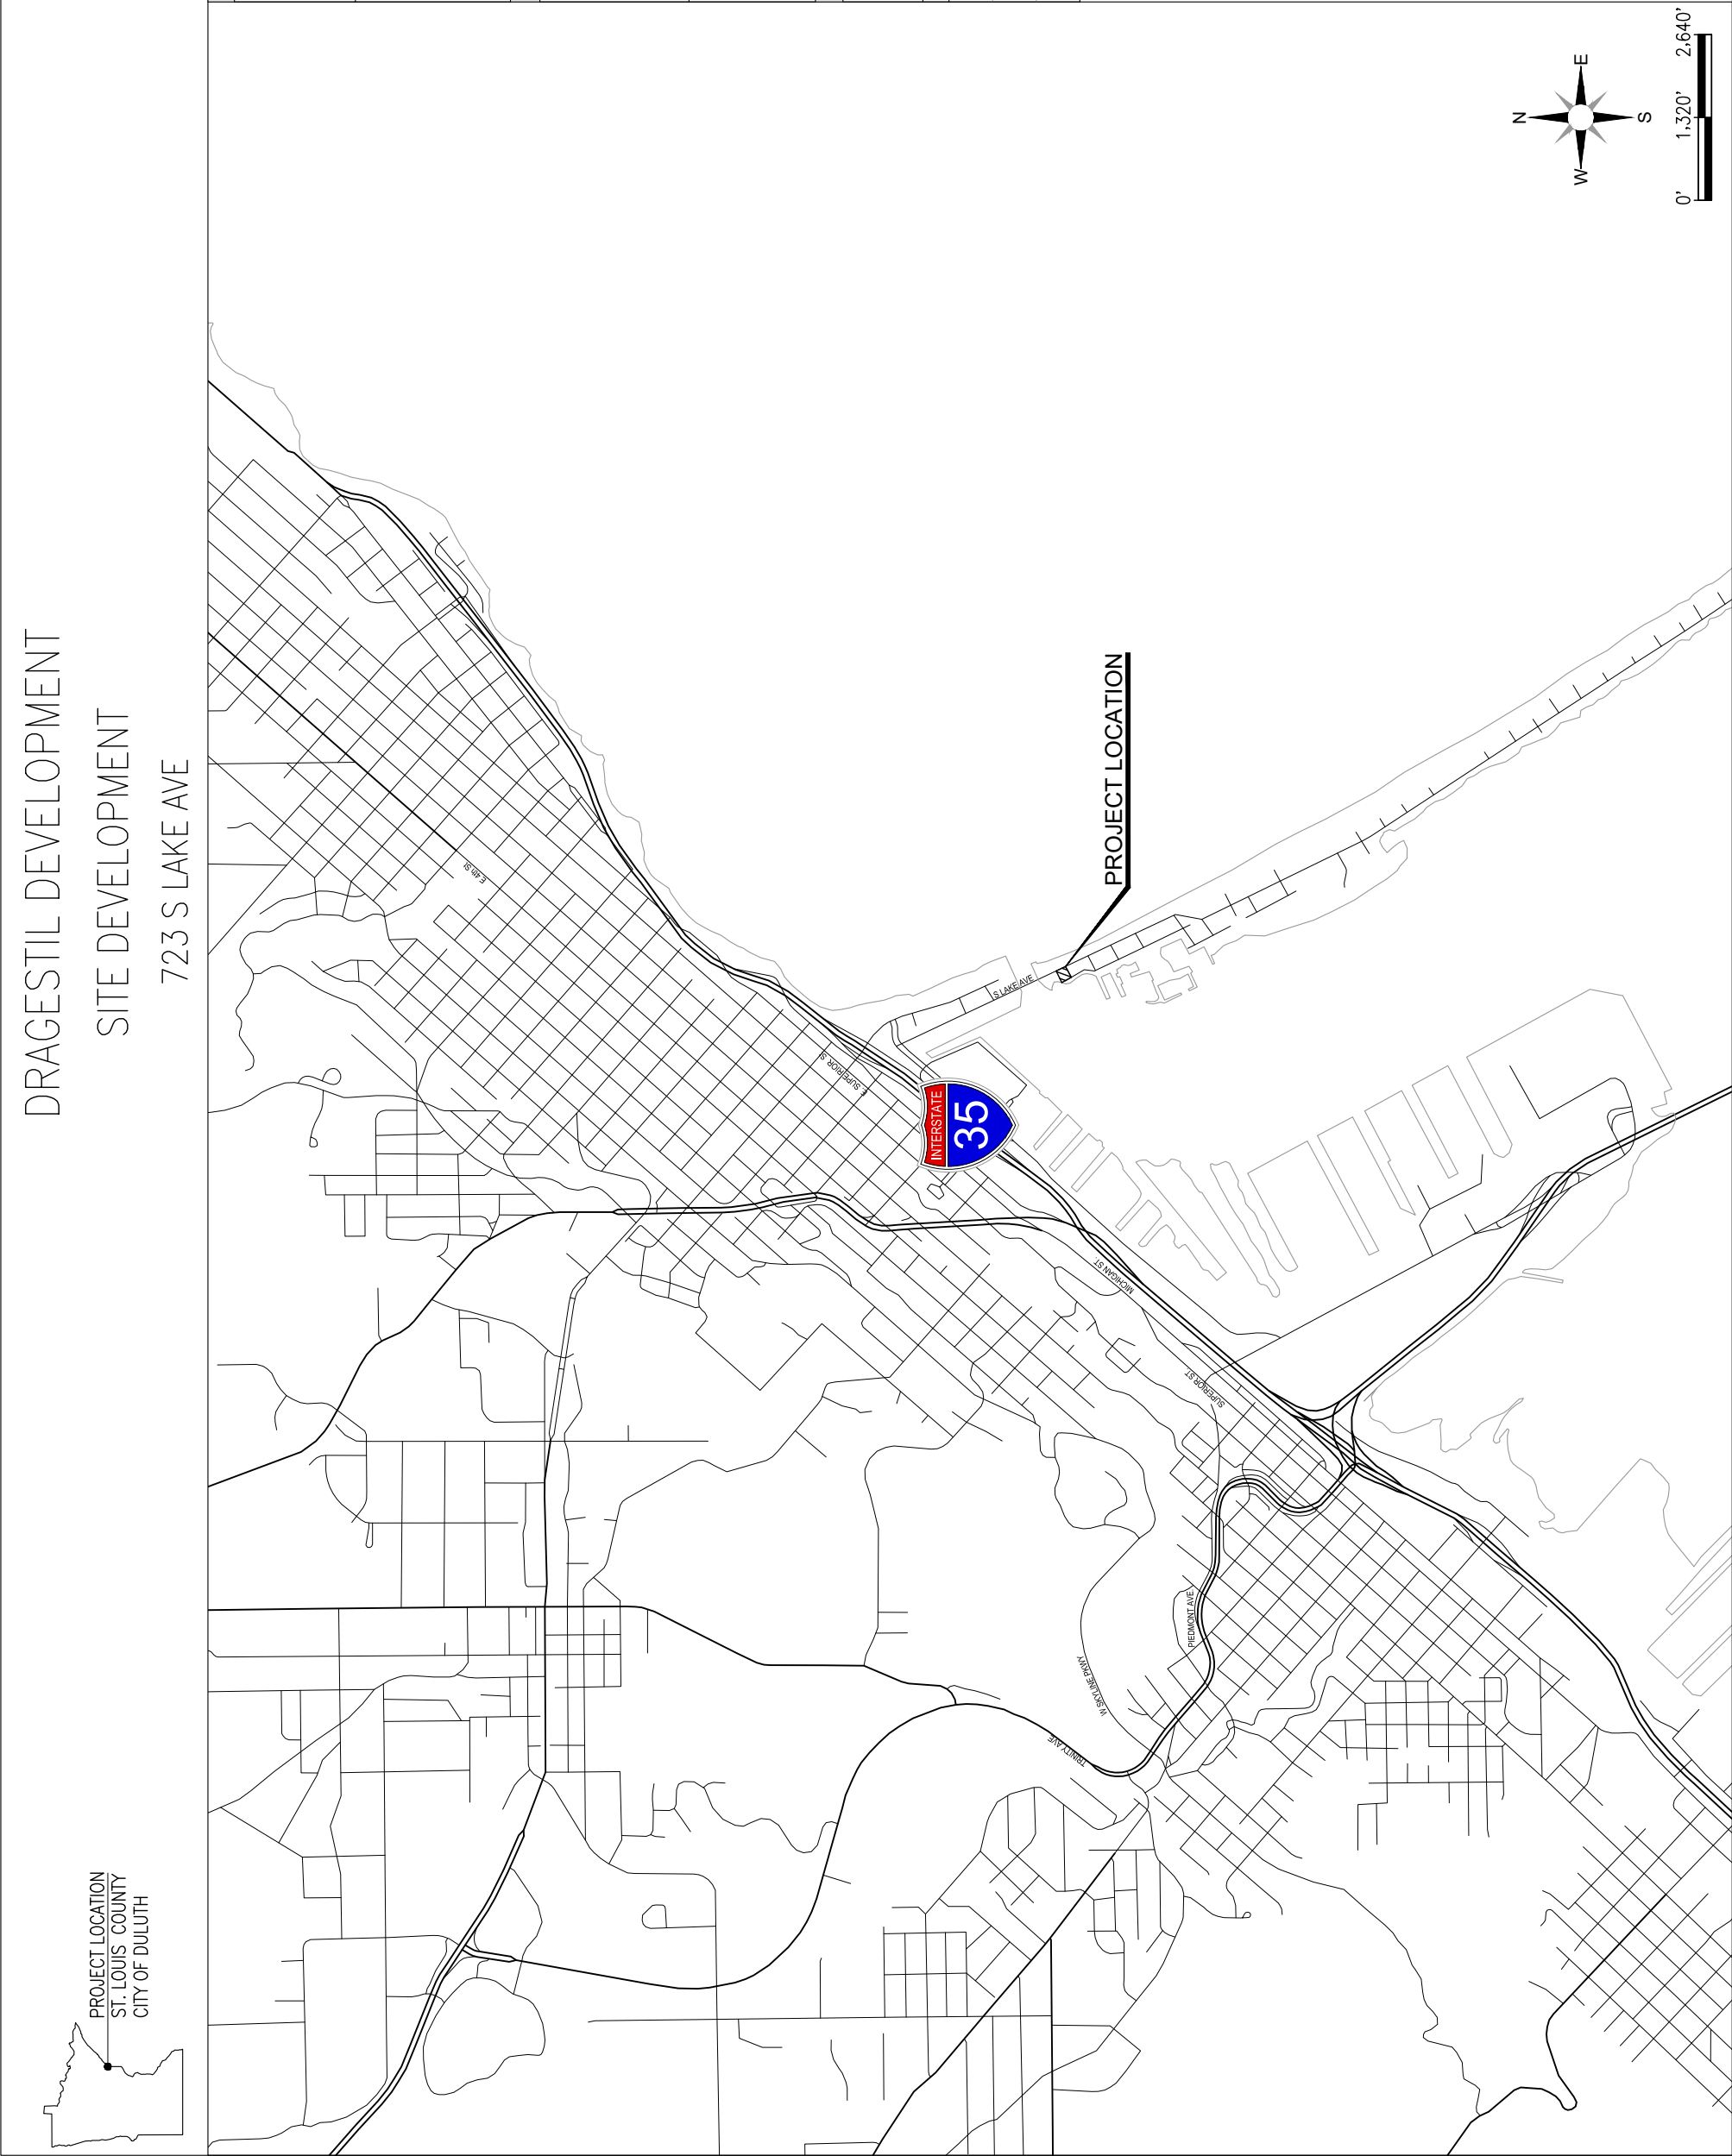 DRAGESTIL DEVELOPMENT
SITE DEVELOPMENT
723 S LAKE AVE
PROJECT LOCATION
ST. LOUIS COUNTY
CITY OF DULUTH
E 4th St
E. SUPERIOR S
S LAKE AVE
PROJECT LOCATION
INTERSTATE
35
MICHIGAN ST
SUPERIOR ST
PIEDMONT AVE
W SKYLINE PKWY
TRINITY AVE
N
W
E
S
0' 1,320' 2,640'